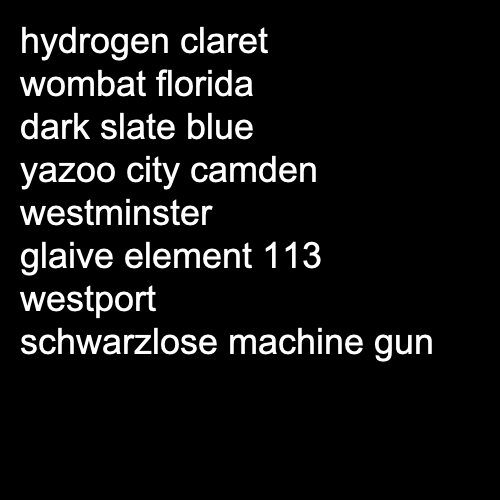 hydrogen claret
wombat florida
dark slate blue
yazoo city camden
westminster
glaive element 113
westport
schwarzlose machine gun